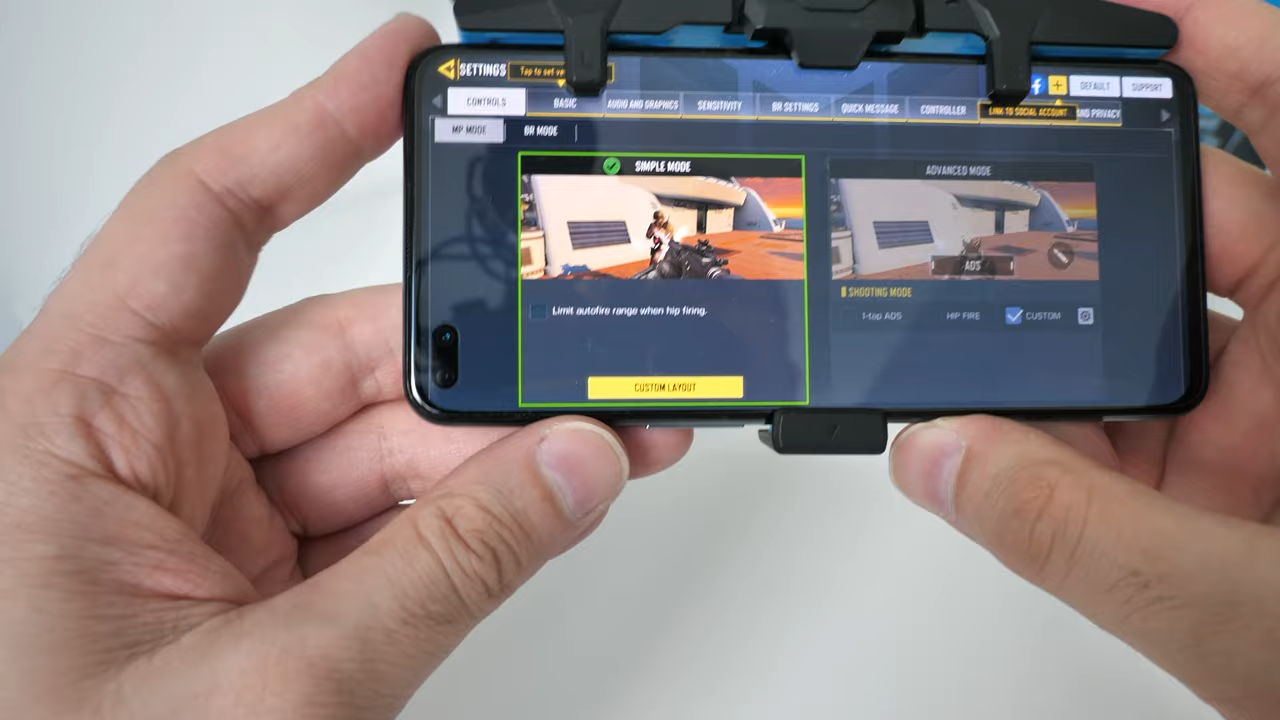 SETTINGS
Tap to set
DEFAULT
SUPPORT
CONTROLS
BASIC
AUDIO AND GRAPHICS
SENSITIVITY
BR SETTINGS
QUICK MESSAGE
CONTROLLER
LINK TO SOCIAL ACCOUNT
AND PRIVACY
MP MODE
BR MODE
SIMPLE MODE
ADVANCED MODE
ADS
SHOOTING MODE
Limit autofire range when hip firing.
1-tap ADS
HIP FIRE
CUSTOM
CUSTOM LAYOUT